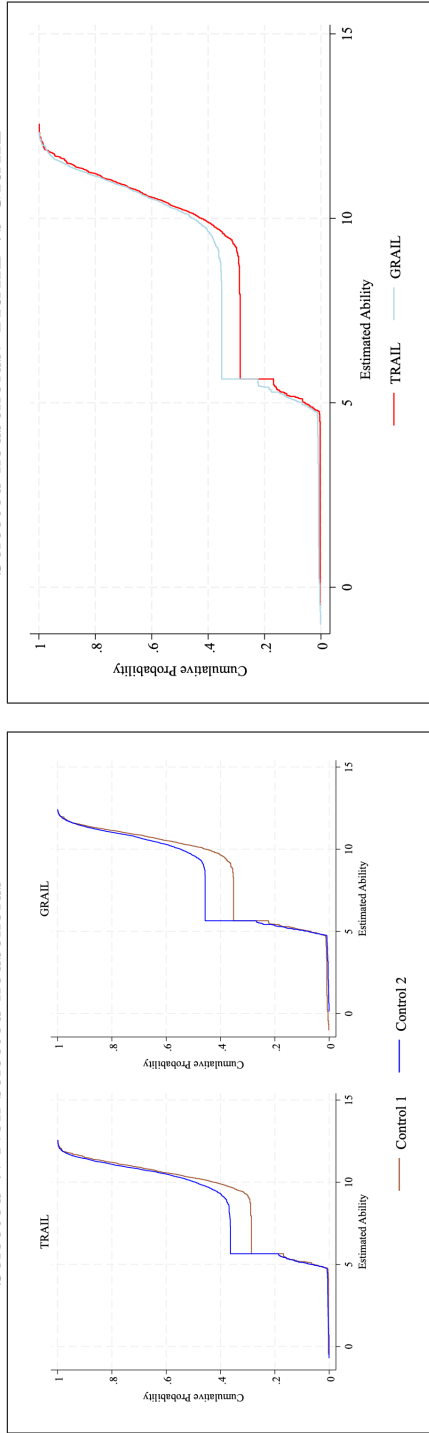 TRAIL
Cumulative Probability
1
.8
.6
.4
.2
0
0
5
10
15
Estimated Ability
GRAIL
Cumulative Probability
1
.8
.6
.4
.2
0
0
5
10
15
Estimated Ability
Control 1
Control 2
Cumulative Probability
1
.8
.6
.4
.2
0
0
5
10
15
Estimated Ability
TRAIL
GRAIL